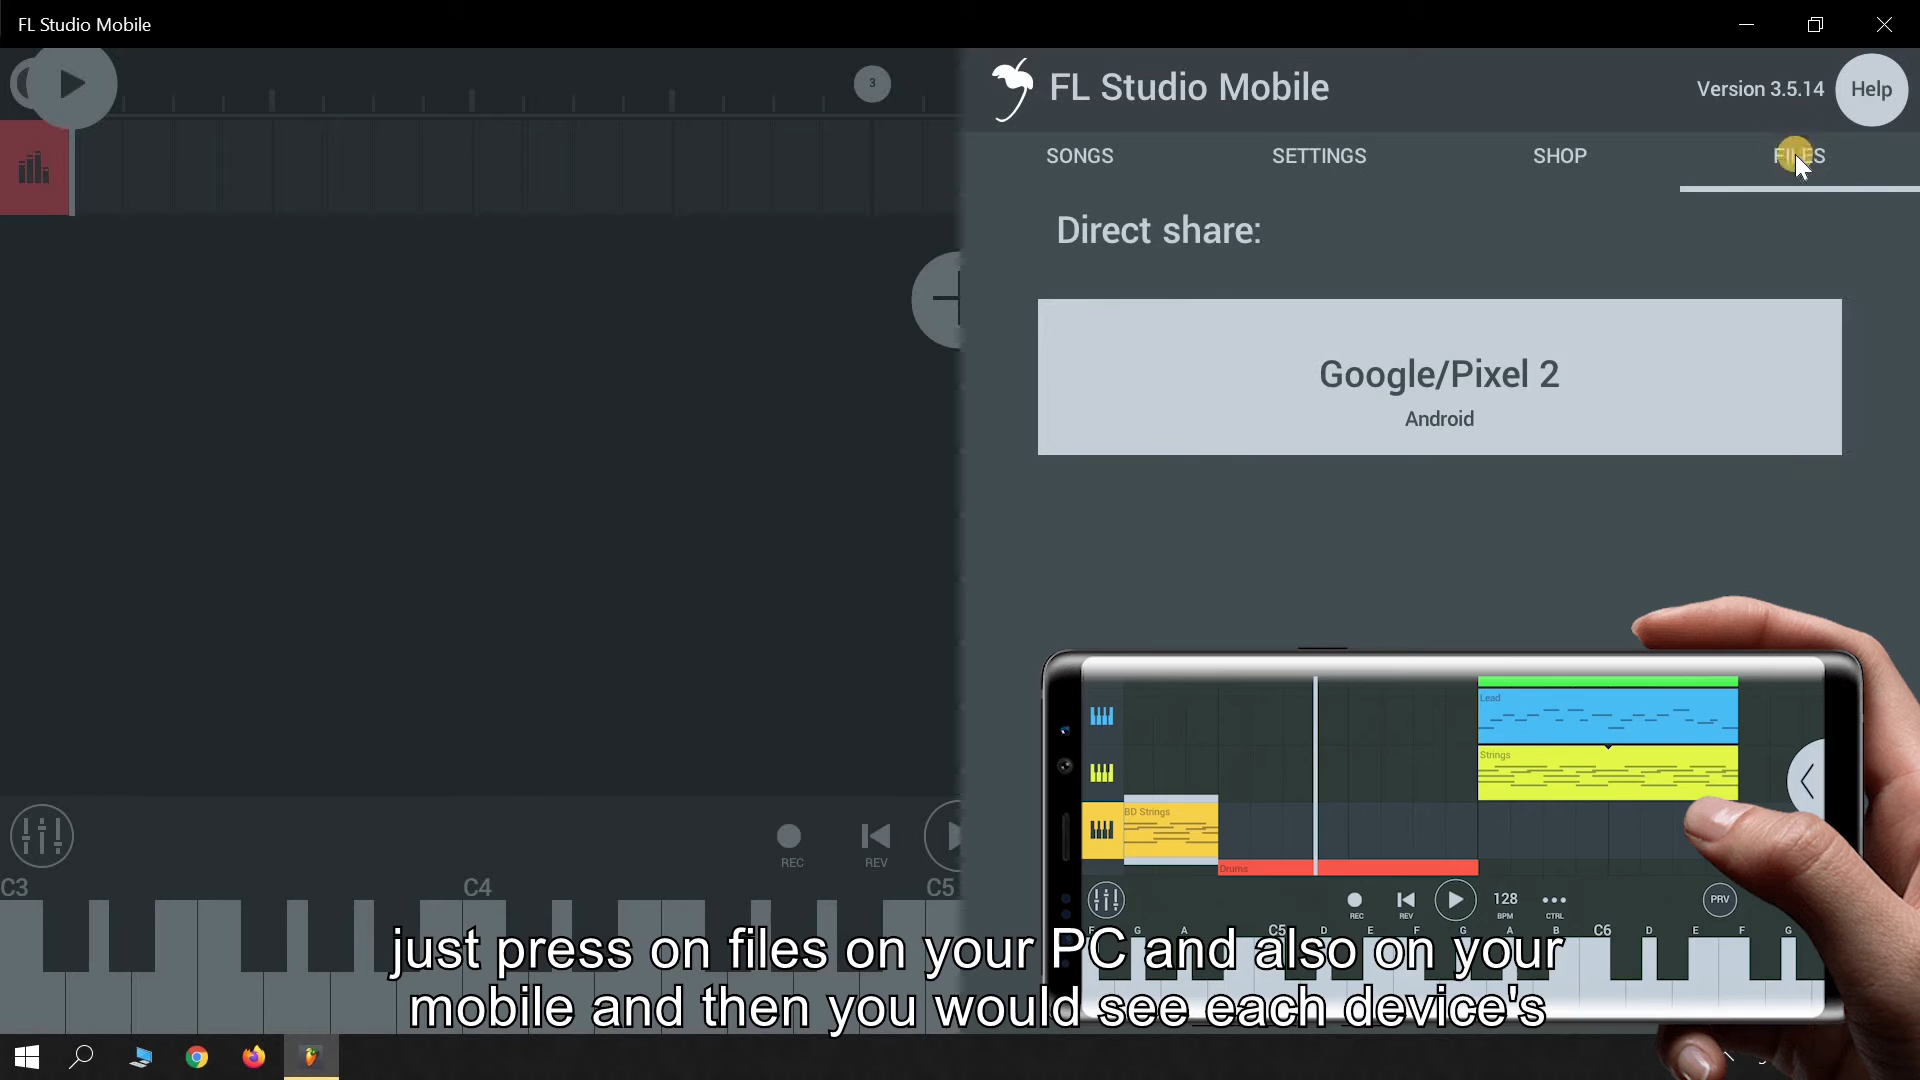 FL Studio Mobile
3
FL Studio Mobile
Version 3.5.14
Help
SONGS
SETTINGS
SHOP
FILES
Direct share:
Google/Pixel 2
Android
Lead
Strings
BD Strings
Drums
REC
REV
C3
C4
C5
REC
REV
128
BPM
CTRL
PRV
F
G
A
C5
D
E
F
G
A
B
C6
D
E
F
G
just press on files on your PC and also on your
mobile and then you would see each device's